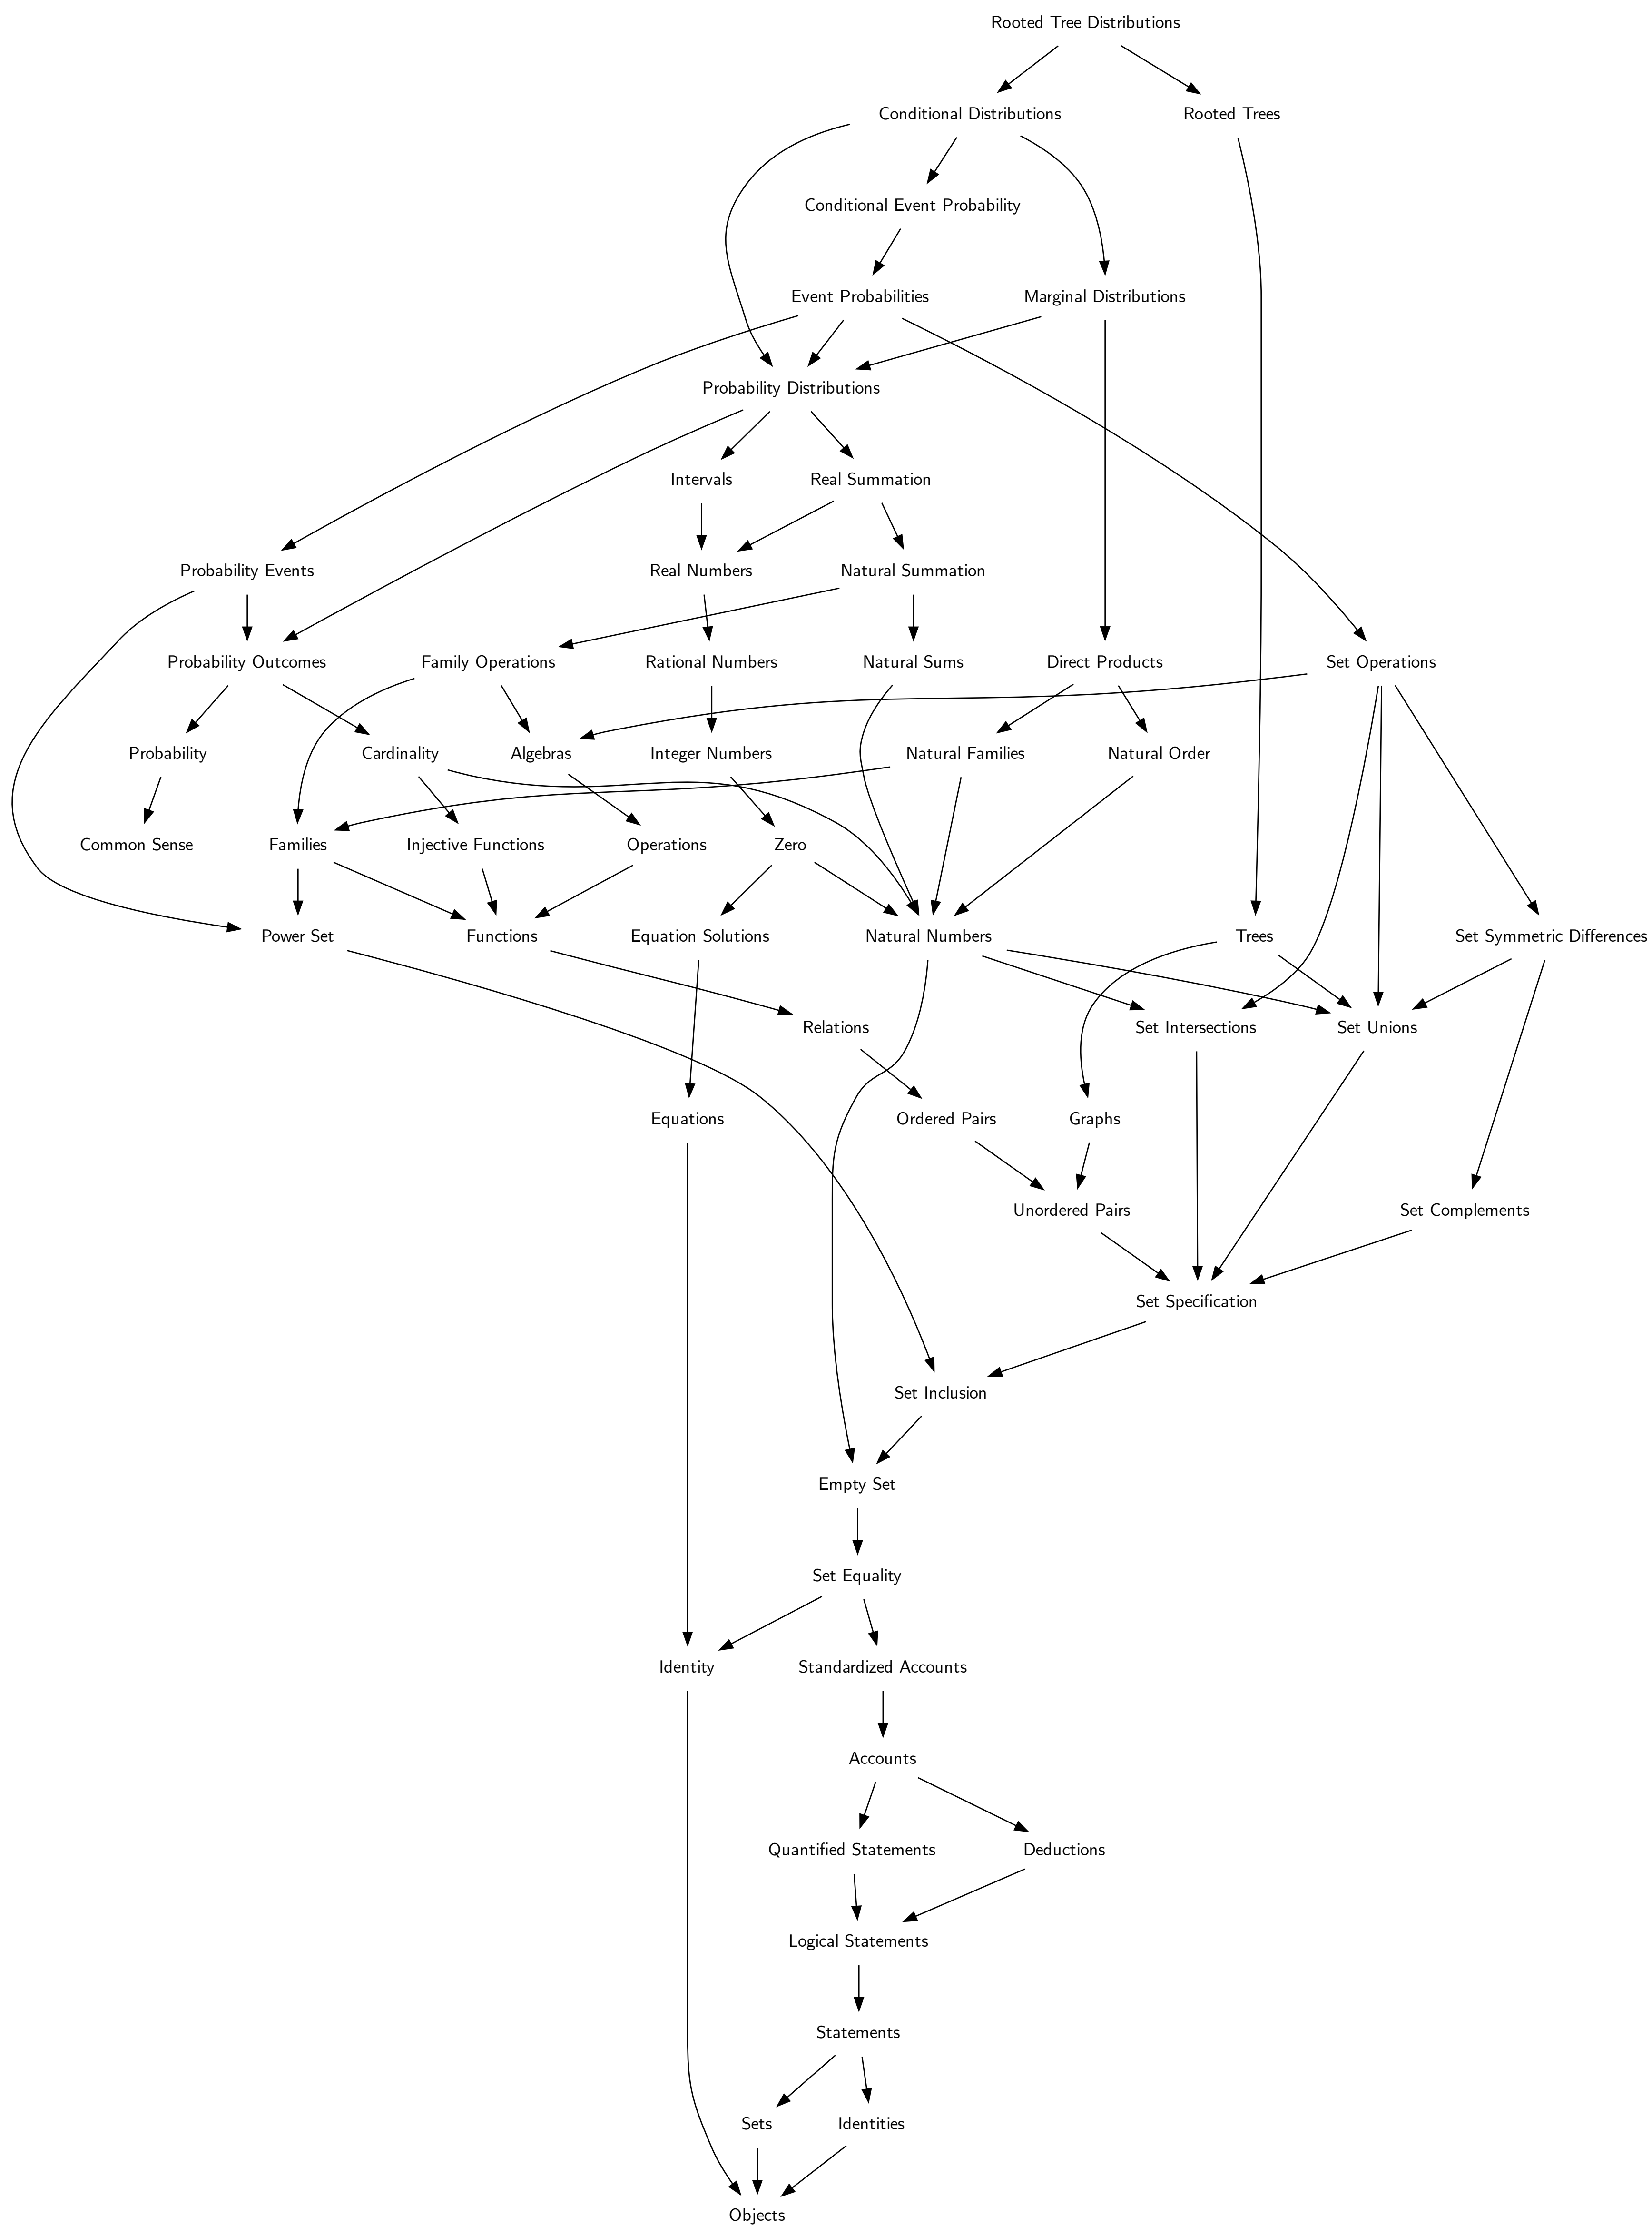 Rooted Tree Distributions
Conditional Distributions
Rooted Trees
Conditional Event Probability
Event Probabilities
Marginal Distributions
Probability Distributions
Intervals
Real Summation
Probability Events
Real Numbers
Natural Summation
Probability Outcomes
Family Operations
Rational Numbers
Natural Sums
Direct Products
Set Operations
Probability
Cardinality
Algebras
Integer Numbers
Natural Families
Natural Order
Common Sense
Families
Injective Functions
Operations
Zero
Power Set
Functions
Equation Solutions
Natural Numbers
Trees
Set Symmetric Differences
Relations
Set Intersections
Set Unions
Equations
Ordered Pairs
Graphs
Unordered Pairs
Set Complements
Set Specification
Set Inclusion
Empty Set
Set Equality
Identity
Standardized Accounts
Accounts
Quantified Statements
Deductions
Logical Statements
Statements
Sets
Identities
Objects